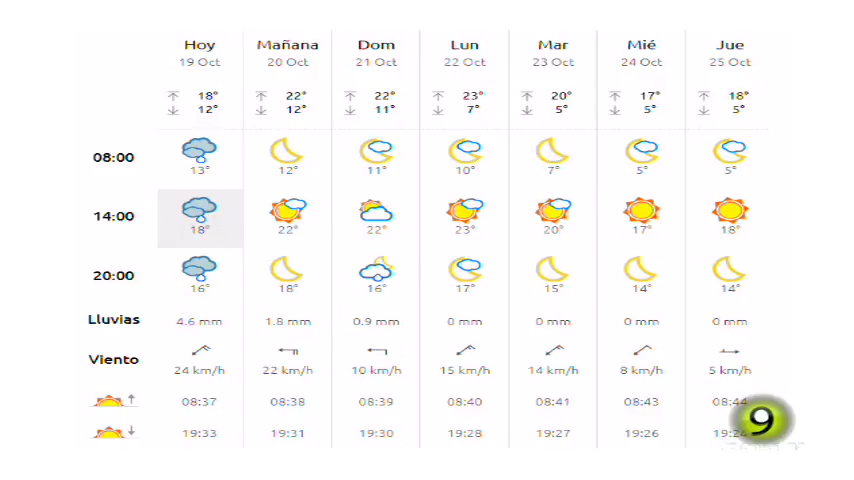 Hoy Mañana Dom Lun Mar Mié Jue
19 Oct 20 Oct 21 Oct 22 Oct 23 Oct 24 Oct 25 Oct
18° 22° 22° 23° 20° 17° 18°
12° 12° 11° 7° 5° 5° 5°
08:00
13° 12° 11° 10° 7° 5° 5°
14:00
18° 22° 22° 23° 20° 17° 18°
20:00
16° 18° 16° 17° 15° 14° 14°
Lluvias 4.6 mm 1.8 mm 0.9 mm 0 mm 0 mm 0 mm 0 mm
Viento
24 km/h 22 km/h 10 km/h 15 km/h 14 km/h 8 km/h 5 km/h
08:37 08:38 08:39 08:40 08:41 08:43 08:44
19:33 19:31 19:30 19:28 19:27 19:26 19:24
9